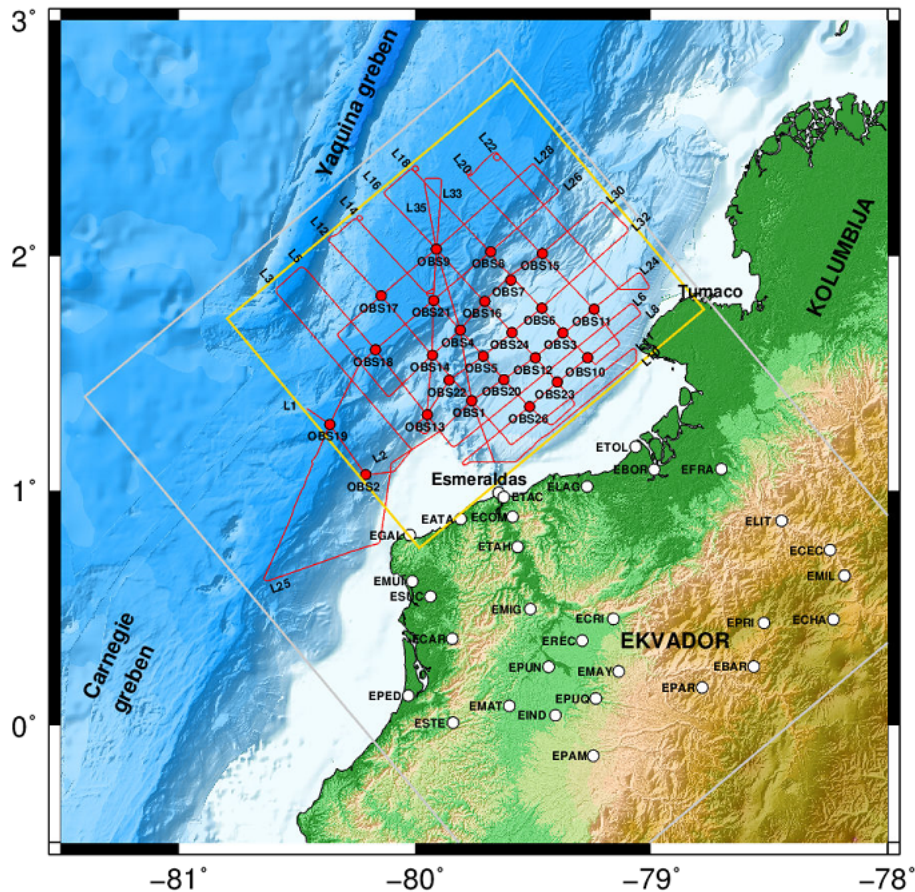 3°
2°
1°
0°
−81°
−80°
−79°
−78°
Yaquina greben
Carnegie
greben
KOLUMBIJA
Tumaco
Esmeraldas
EKVADOR
L22
L28
L18
L20
L16
L26
L33
L35
L30
L14
L12
L32
L5
L3
L24
L6
L8
L1
L2
L25
OBS9
OBS8
OBS15
OBS7
OBS17
OBS21
OBS16
OBS6
OBS11
OBS4
OBS24
OBS3
OBS18
OBS14
OBS5
OBS12
OBS10
OBS22
OBS20
OBS23
OBS1
OBS26
OBS13
OBS19
OBS2
ETOL
EBOR
EFRA
ELAG
ETAC
ECOM
EATA
EGAL
ETAH
ELIT
ECEC
EMIL
EMUI
ESUC
EMIG
ECRI
EPRI
ECHA
ECAR
EREC
EPUN
EMAY
EBAR
EPED
EMAT
EPUQ
EPAR
ESTE
EIND
EPAM